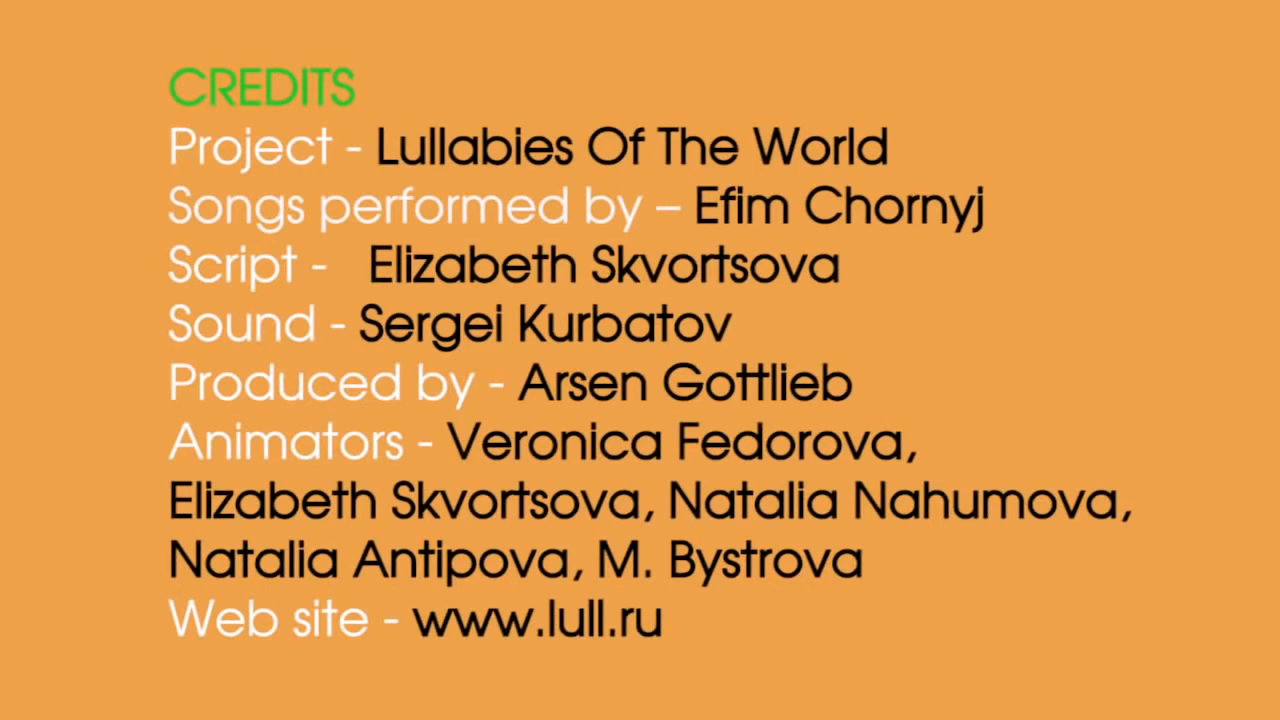 CREDITS
Project - Lullabies Of The World
Songs performed by – Efim Chornyj
Script - Elizabeth Skvortsova
Sound - Sergei Kurbatov
Produced by - Arsen Gottlieb
Animators - Veronica Fedorova,
Elizabeth Skvortsova, Natalia Nahumova,
Natalia Antipova, M. Bystrova
Web site - www.lull.ru